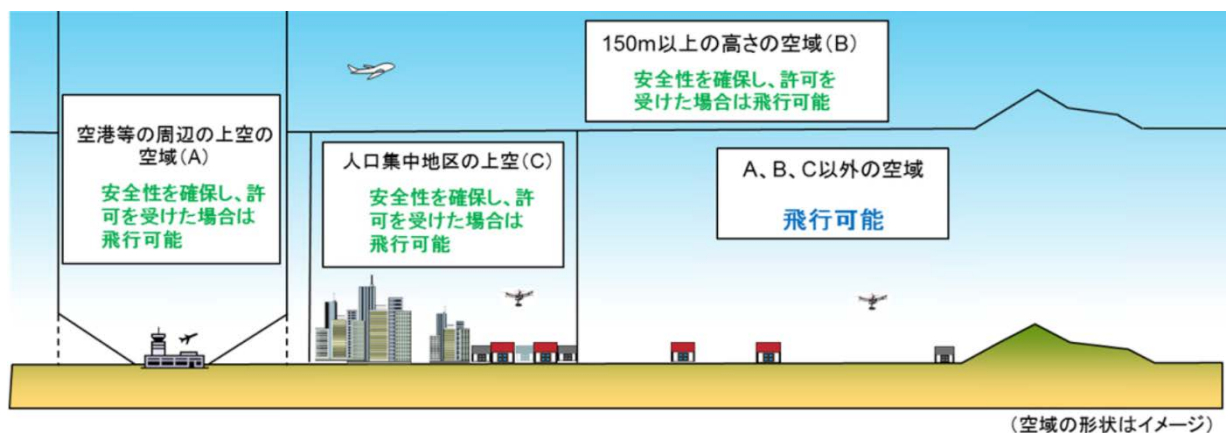 150m以上の高さの空域(B)
安全性を確保し、許可を
受けた場合は飛行可能
空港等の周辺の上空の
空域(A)
安全性を確保し、許
可を受けた場合は
飛行可能
人口集中地区の上空(C)
安全性を確保し、許
可を受けた場合は
飛行可能
A、B、C以外の空域
飛行可能
(空域の形状はイメージ)